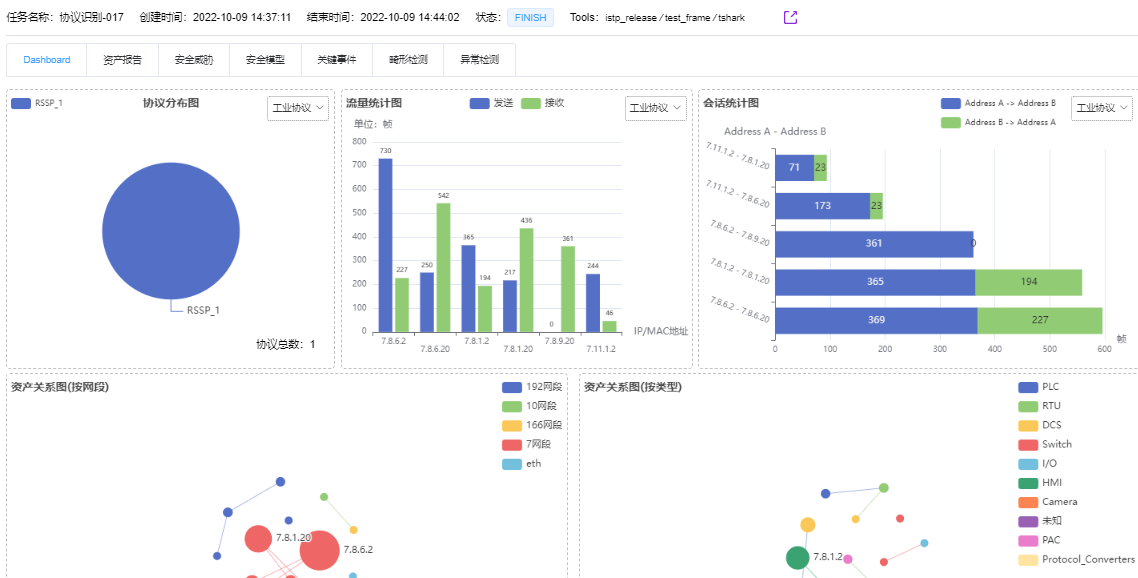 任务名称：协议识别-017 创建时间：2022-10-09 14:37:11 结束时间：2022-10-09 14:44:02 状态： FINISH Tools: istp_release / test_frame / tshark
Dashboard 资产报告 安全威胁 安全模型 关键事件 畸形检测 异常检测
RSSP_1 协议分布图 工业协议
RSSP_1
协议总数：1
流量统计图 发送 接收 工业协议
单位：帧
800
700
600
500
400
300
200
100
0
730 227 250 542 365 194 217 436 0 361 244 46
7.8.6.2 7.8.6.20 7.8.1.2 7.8.1.20 7.8.9.20 7.11.1.2
IP/MAC地址
会话统计图 Address A -> Address B 工业协议
Address B -> Address A
Address A - Address B
7.11.1.2 - 7.8.1.20 71 23
7.11.1.2 - 7.8.6.20 173 23
7.8.6.2 - 7.8.9.20 361 0
7.8.1.2 - 7.8.1.20 365 194
7.8.6.2 - 7.8.6.20 369 227
帧
0 100 200 300 400 500 600
资产关系图(按网段)
192网段
10网段
166网段
7网段
eth
7.8.1.20
7.8.6.2
资产关系图(按类型)
PLC
RTU
DCS
Switch
I/O
HMI
Camera
未知
PAC
Protocol_Converters
7.8.1.2